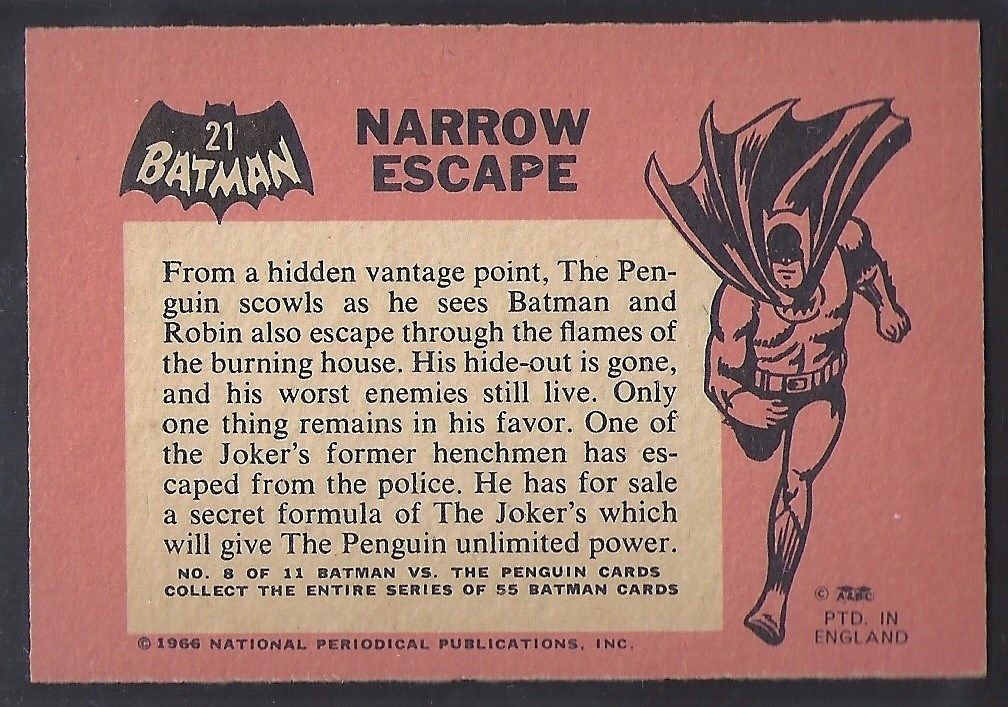 21
BATMAN
NARROW
ESCAPE
From a hidden vantage point, The Pen-
guin scowls as he sees Batman and
Robin also escape through the flames of
the burning house. His hide-out is gone,
and his worst enemies still live. Only
one thing remains in his favor. One of
the Joker's former henchmen has es-
caped from the police. He has for sale
a secret formula of The Joker's which
will give The Penguin unlimited power.
NO. 8 OF 11 BATMAN VS. THE PENGUIN CARDS
COLLECT THE ENTIRE SERIES OF 55 BATMAN CARDS
© 1966 NATIONAL PERIODICAL PUBLICATIONS, INC.
© A&BC
PTD. IN
ENGLAND